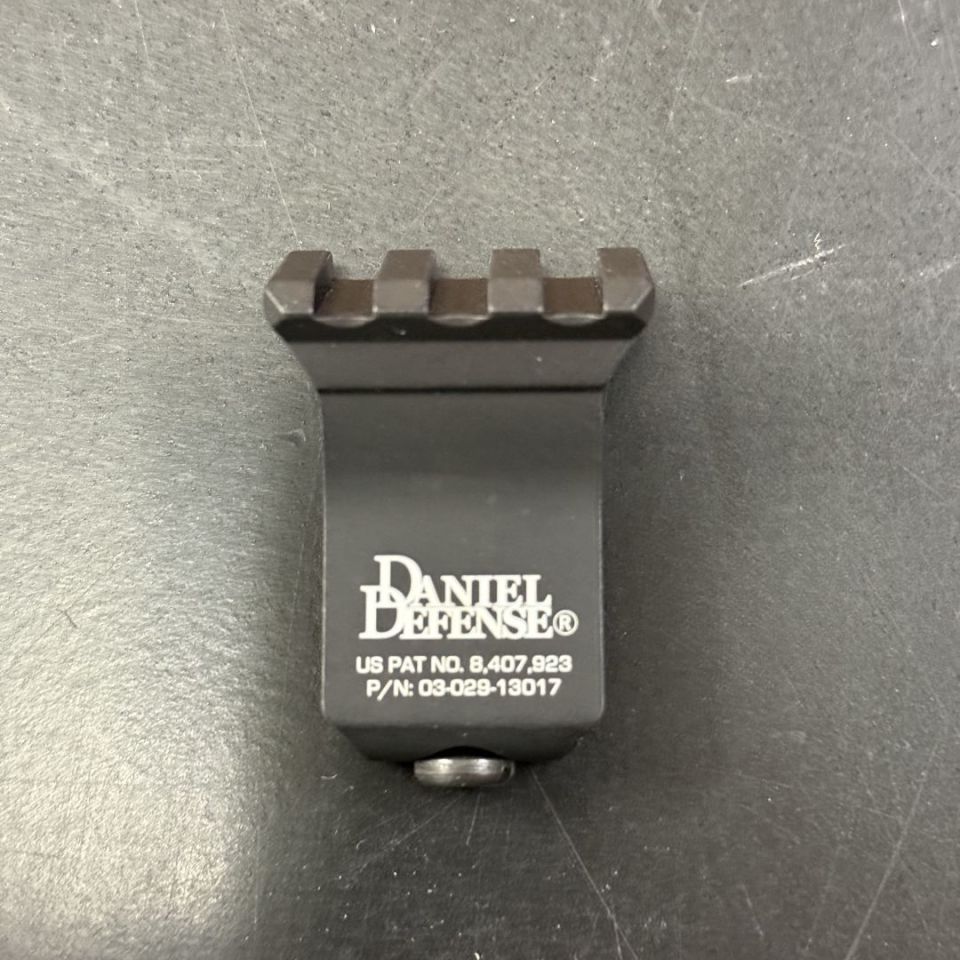 DANIEL
DEFENSE®
US PAT NO. 8,407,923
P/N: 03-029-13017